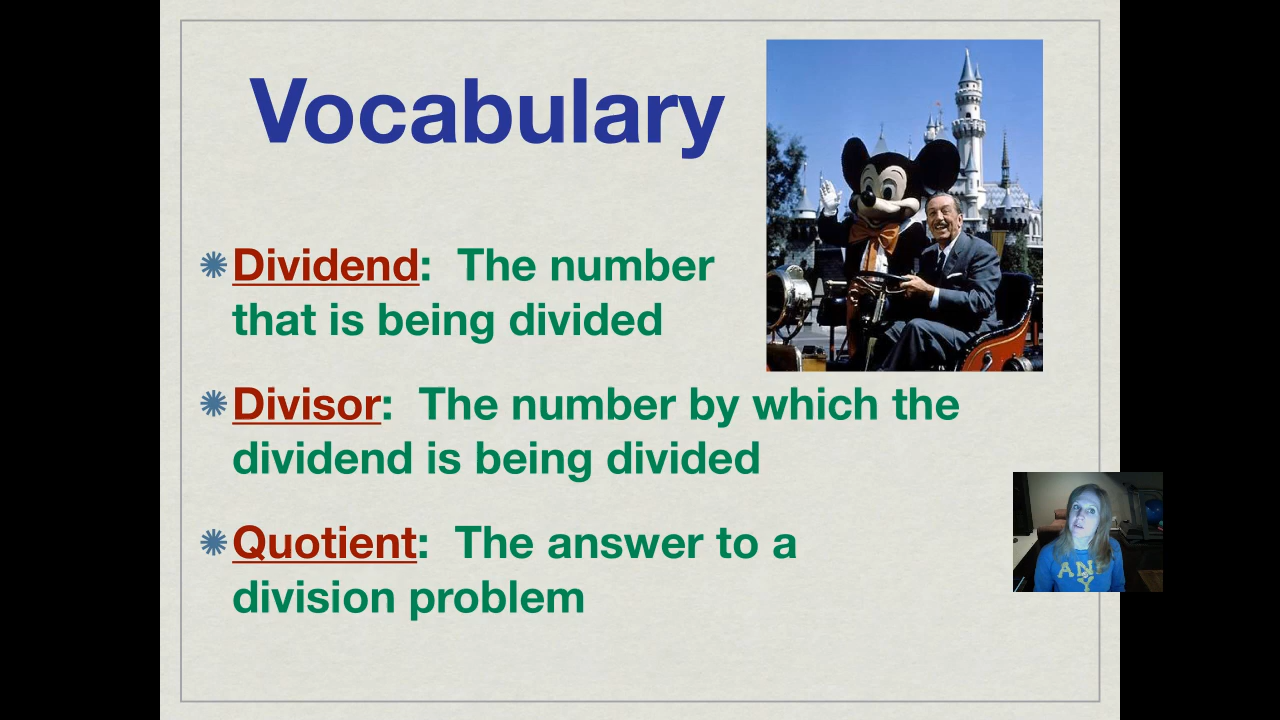 Vocabulary
Dividend:  The number
that is being divided
Divisor:  The number by which the
dividend is being divided
Quotient:  The answer to a
division problem